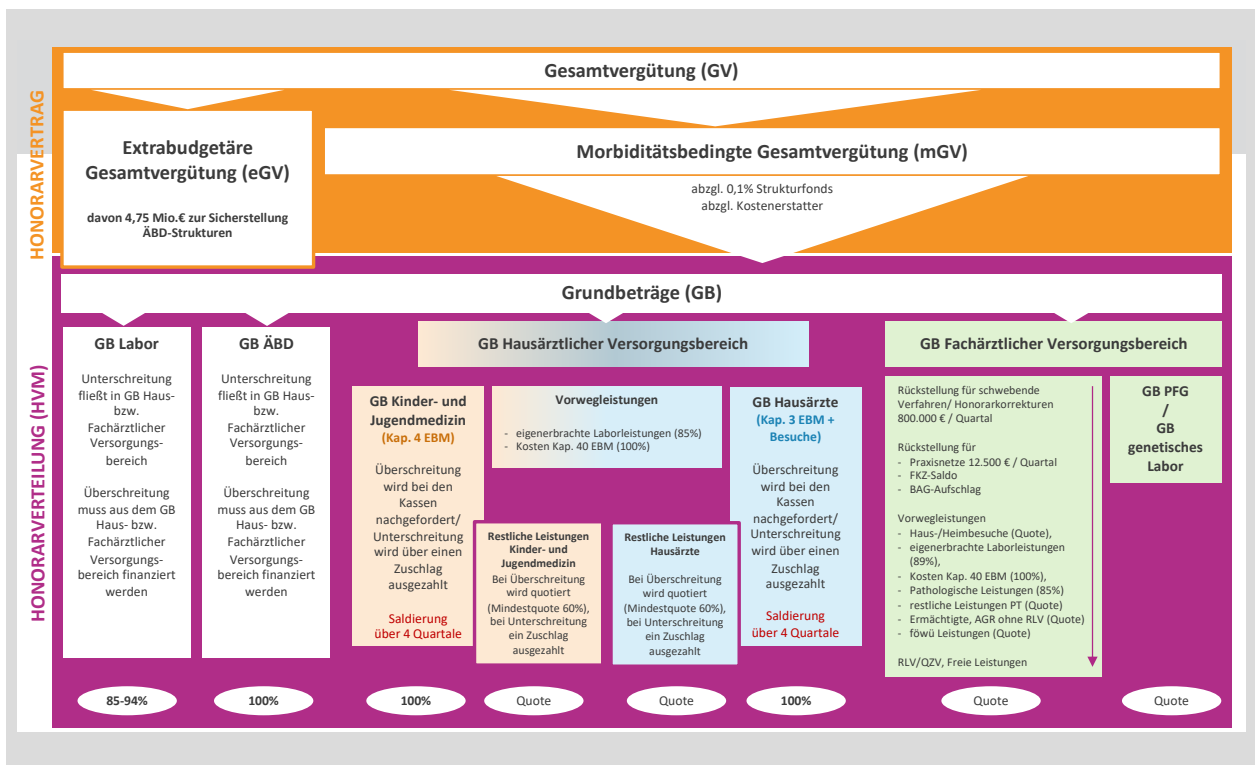 HONORARVERTRAG
Gesamtvergütung (GV)
Extrabudgetäre
Gesamtvergütung (eGV)
davon 4,75 Mio.€ zur Sicherstellung
ÄBD-Strukturen
Morbiditätsbedingte Gesamtvergütung (mGV)
abzgl. 0,1% Strukturfonds
abzgl. Kostenerstatter
HONORARVERTEILUNG (HVM)
Grundbeträge (GB)
GB Labor
Unterschreitung
fließt in GB Haus-
bzw.
Fachärztlicher
Versorgungs-
bereich
Überschreitung
muss aus dem GB
Haus- bzw.
Fachärztlicher
Versorgungs-
bereich finanziert
werden
85-94%
GB ÄBD
Unterschreitung
fließt in GB Haus-
bzw.
Fachärztlicher
Versorgungs-
bereich
Überschreitung
muss aus dem GB
Haus- bzw.
Fachärztlicher
Versorgungs-
bereich finanziert
werden
100%
GB Hausärztlicher Versorgungsbereich
GB Kinder- und
Jugendmedizin
(Kap. 4 EBM)
Überschreitung
wird bei den
Kassen
nachgefordert/
Unterschreitung
wird über einen
Zuschlag
ausgezahlt
Saldierung
über 4 Quartale
100%
Vorwegleistungen
- eigenerbrachte Laborleistungen (85%)
- Kosten Kap. 40 EBM (100%)
Restliche Leistungen
Kinder- und
Jugendmedizin
Bei Überschreitung
wird quotiert
(Mindestquote 60%),
bei Unterschreitung
ein Zuschlag
ausgezahlt
Quote
Restliche Leistungen
Hausärzte
Bei Überschreitung
wird quotiert
(Mindestquote 60%),
bei Unterschreitung
ein Zuschlag
ausgezahlt
Quote
GB Hausärzte
(Kap. 3 EBM +
Besuche)
Überschreitung
wird bei den
Kassen
nachgefordert/
Unterschreitung
wird über einen
Zuschlag
ausgezahlt
Saldierung
über 4 Quartale
100%
GB Fachärztlicher Versorgungsbereich
Rückstellung für schwebende
Verfahren/ Honorarkorrekturen
800.000 € / Quartal
Rückstellung für
- Praxisnetze 12.500 € / Quartal
- FKZ-Saldo
- BAG-Aufschlag
Vorwegleistungen
- Haus-/Heimbesuche (Quote),
- eigenerbrachte Laborleistungen
(89%),
- Kosten Kap. 40 EBM (100%),
- Pathologische Leistungen (85%)
- restliche Leistungen PT (Quote)
- Ermächtigte, AGR ohne RLV (Quote)
- föwü Leistungen (Quote)
RLV/QZV, Freie Leistungen
Quote
GB PFG
/
GB
genetisches
Labor
Quote